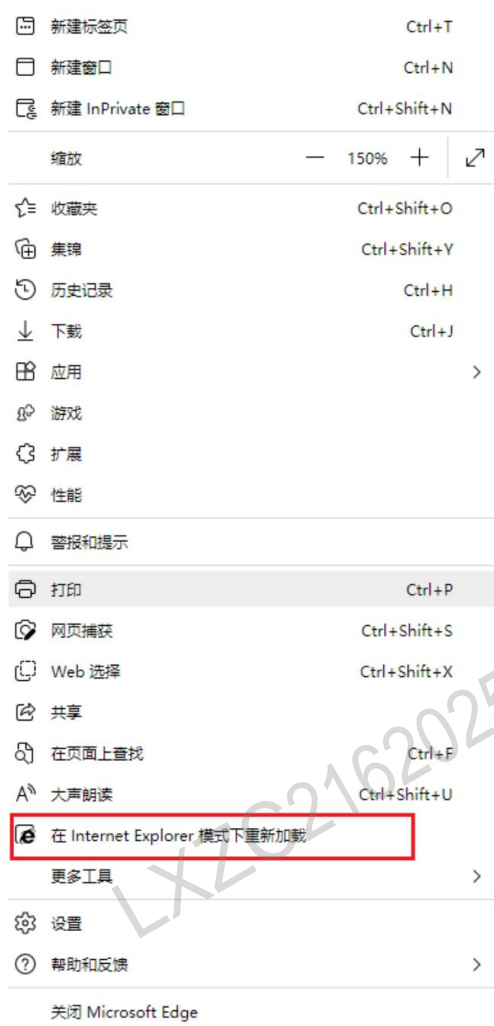 新建标签页 Ctrl+T
新建窗口 Ctrl+N
新建 InPrivate 窗口 Ctrl+Shift+N
缩放 — 150% +
收藏夹 Ctrl+Shift+O
集锦 Ctrl+Shift+Y
历史记录 Ctrl+H
下载 Ctrl+J
应用
游戏
扩展
性能
警报和提示
打印 Ctrl+P
网页捕获 Ctrl+Shift+S
Web 选择 Ctrl+Shift+X
共享
在页面上查找 Ctrl+F
大声朗读 Ctrl+Shift+U
在 Internet Explorer 模式下重新加载
更多工具
设置
帮助和反馈
关闭 Microsoft Edge
LXZC2162025